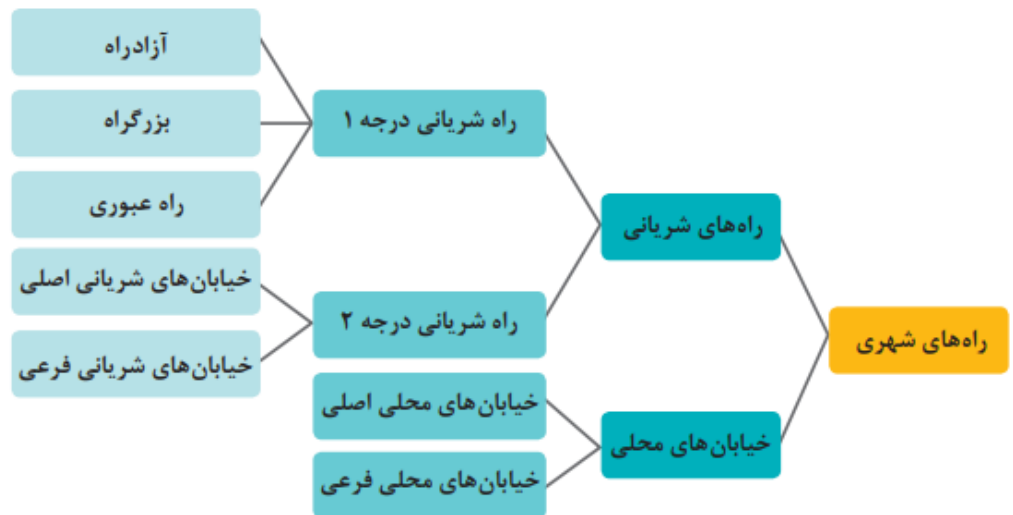 راه‌های شهری
راه‌های شریانی
راه شریانی درجه ۱
آزادراه
بزرگراه
راه عبوری
راه شریانی درجه ۲
خیابان‌های شریانی اصلی
خیابان‌های شریانی فرعی
خیابان‌های محلی
خیابان‌های محلی اصلی
خیابان‌های محلی فرعی